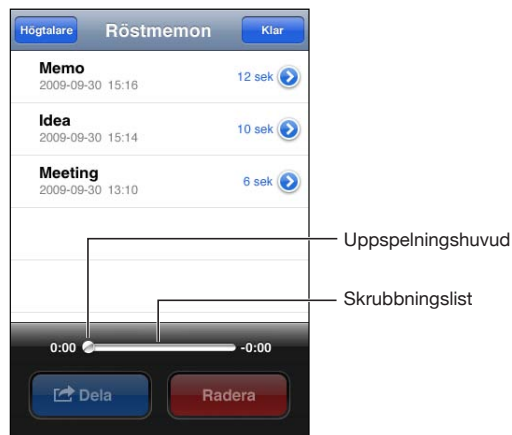 Högtalare Röstmemon Klar
Memo
2009-09-30 15:16
12 sek
Idea
2009-09-30 15:14
10 sek
Meeting
2009-09-30 13:10
6 sek
Uppspelningshuvud
Skrubbningslist
0:00 -0:00
Dela Radera